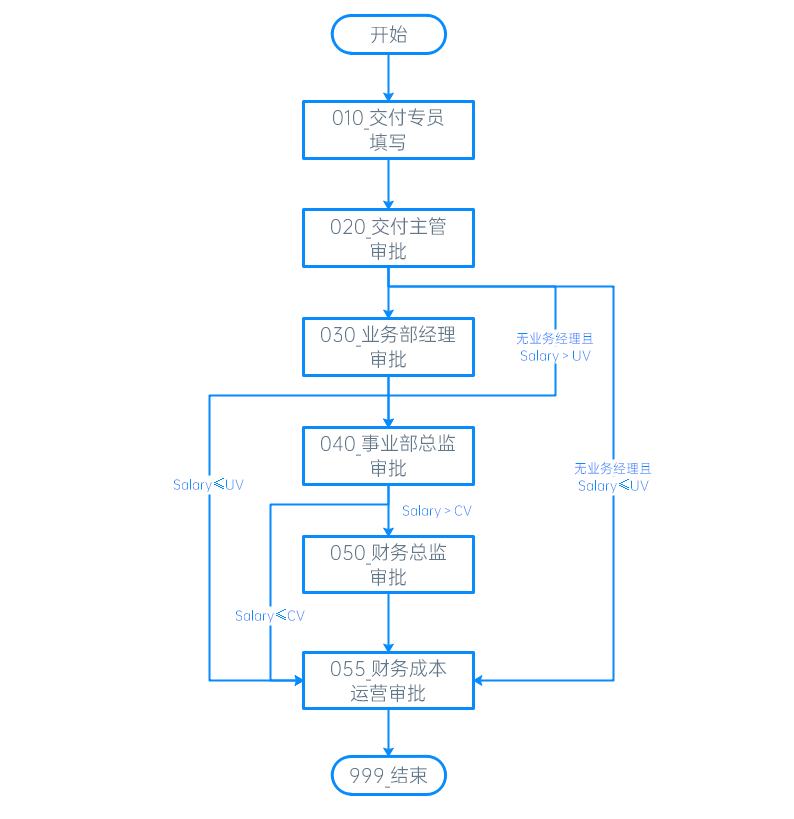 开始
010_交付专员
填写
020_交付主管
审批
030_业务部经理
审批
无业务经理且
Salary > UV
040_事业部总监
审批
Salary⩽UV
无业务经理且
Salary⩽UV
Salary > CV
050_财务总监
审批
Salary⩽CV
055_财务成本
运营审批
999_结束